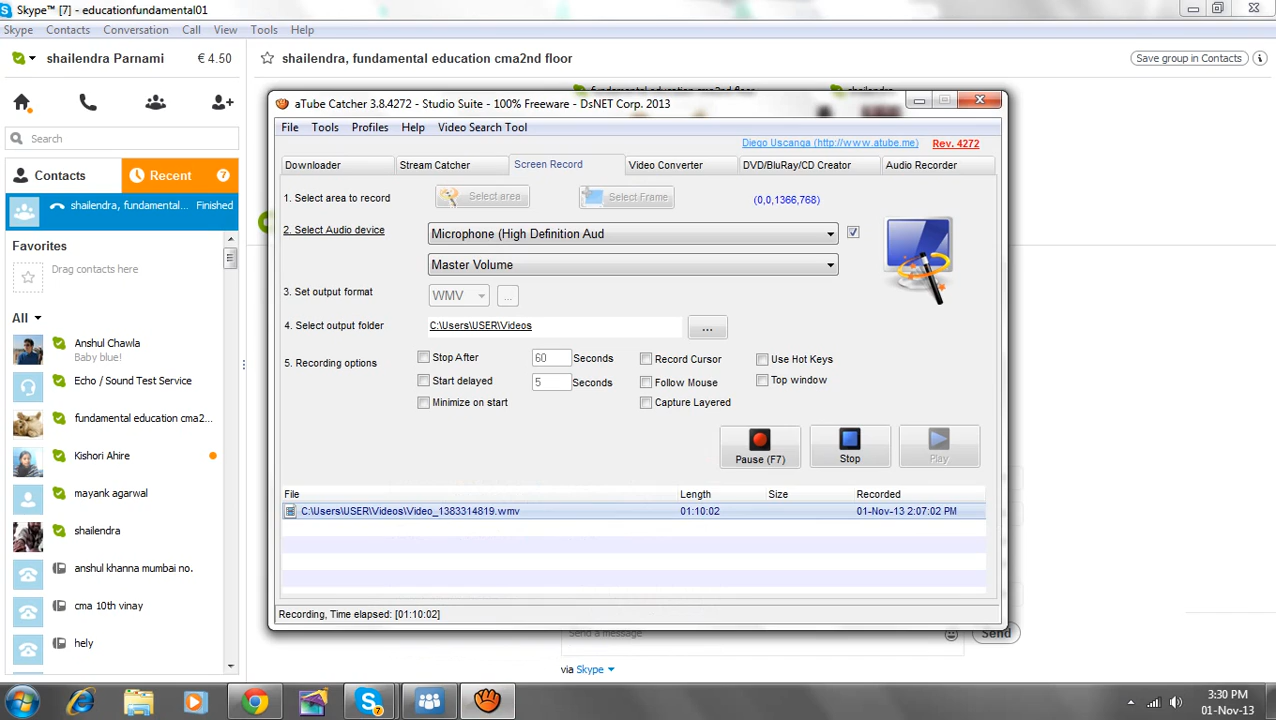 Skype™ [7] - educationfundamental01
Skype Contacts Conversation Call View Tools Help
shailendra Parnami € 4.50
shailendra, fundamental education cma2nd floor
Save group in Contacts
Search
Contacts
Recent 7
shailendra, fundamental... Finished
Favorites
Drag contacts here
All
Anshul Chawla
Baby blue!
Echo / Sound Test Service
fundamental education cma2...
Kishori Ahire
mayank agarwal
shailendra
anshul khanna mumbai no.
cma 10th vinay
hely
aTube Catcher 3.8.4272 - Studio Suite - 100% Freeware - DsNET Corp. 2013
File Tools Profiles Help Video Search Tool
Diego Uscanga (http://www.atube.me) Rev. 4272
Downloader Stream Catcher Screen Record Video Converter DVD/BluRay/CD Creator Audio Recorder
1. Select area to record Select area Select Frame (0,0,1366,768)
2. Select Audio device Microphone (High Definition Aud
Master Volume
3. Set output format WMV ...
4. Select output folder C:\Users\USER\Videos ...
5. Recording options Stop After 60 Seconds Record Cursor Use Hot Keys
Start delayed 5 Seconds Follow Mouse Top window
Minimize on start Capture Layered
Pause (F7) Stop Play
File Length Size Recorded
C:\Users\USER\Videos\Video_1383314819.wmv 01:10:02 01-Nov-13 2:07:02 PM
Recording, Time elapsed: [01:10:02]
Send a message Send
via Skype
7
3:30 PM
01-Nov-13